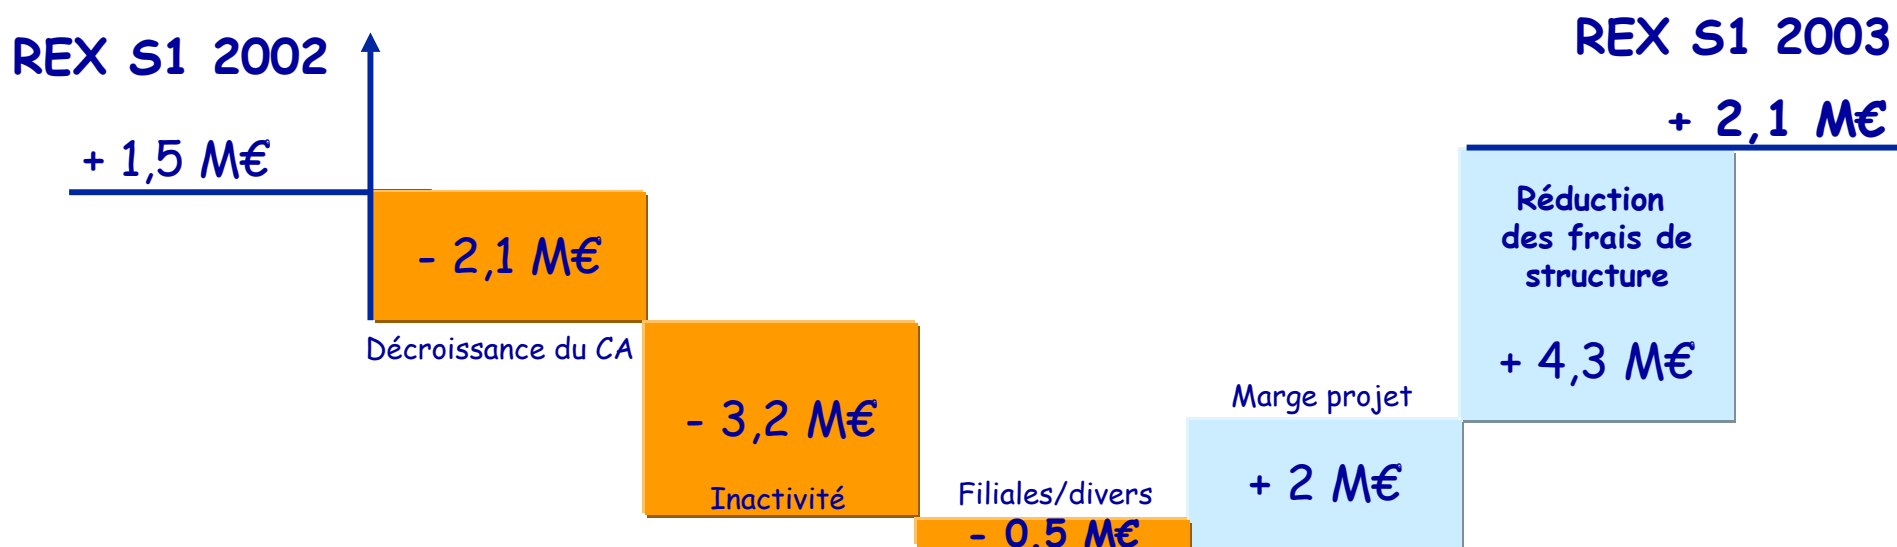 REX S1 2002
REX S1 2003
+ 1,5 M€
+ 2,1 M€
- 2,1 M€
Décroissance du CA
- 3,2 M€
Inactivité
Filiales/divers
- 0,5 M€
Marge projet
+ 2 M€
Réduction
des frais de
structure
+ 4,3 M€